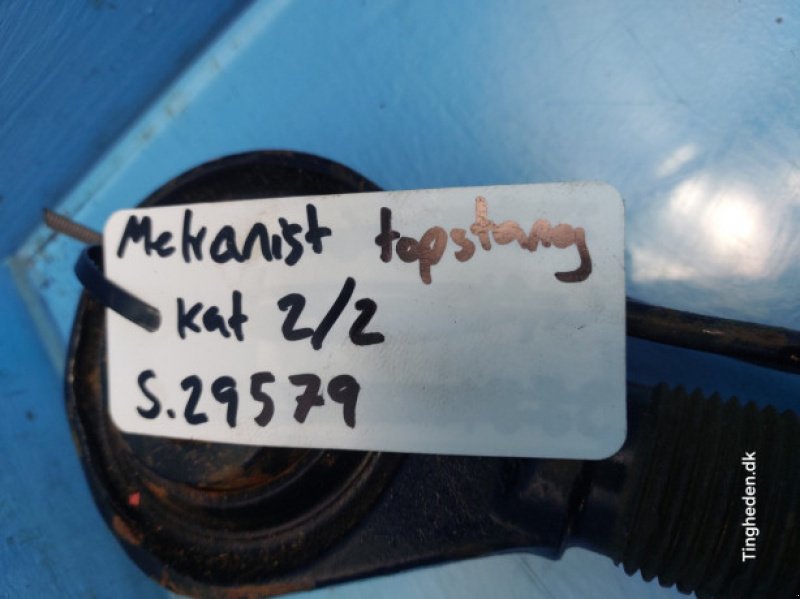 Mekanist topstang
Kat 2/2
S.29579
Tingheden.dk